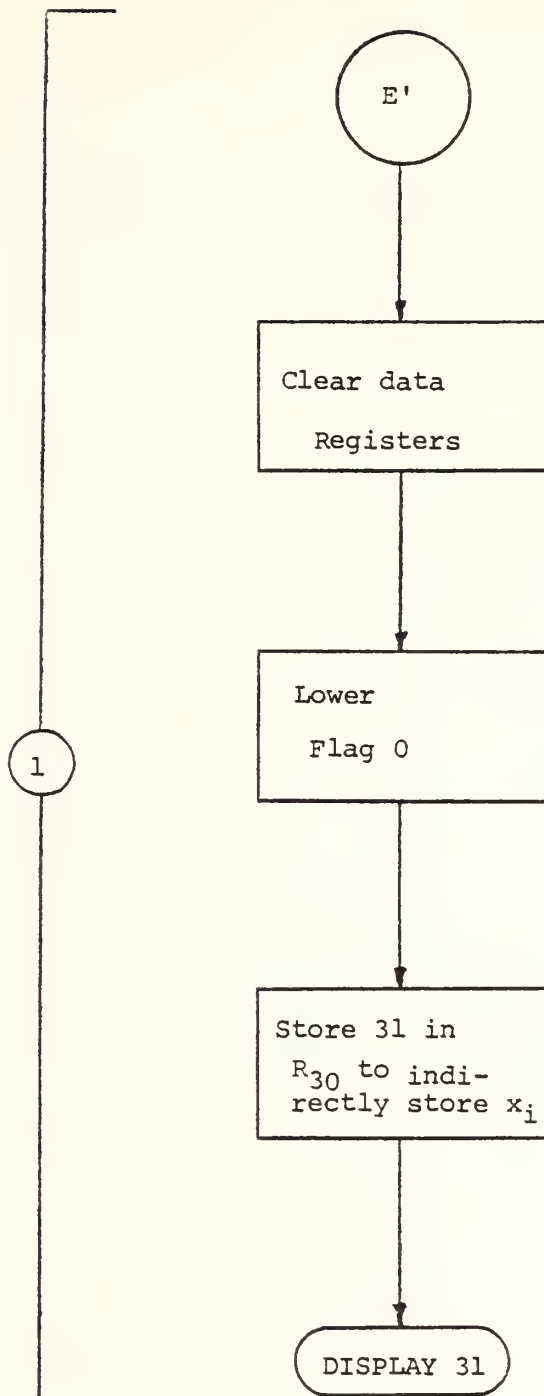 E'
Clear data
Registers
Lower
Flag 0
1
Store 31 in
R30 to indi-
rectly store xi
DISPLAY 31